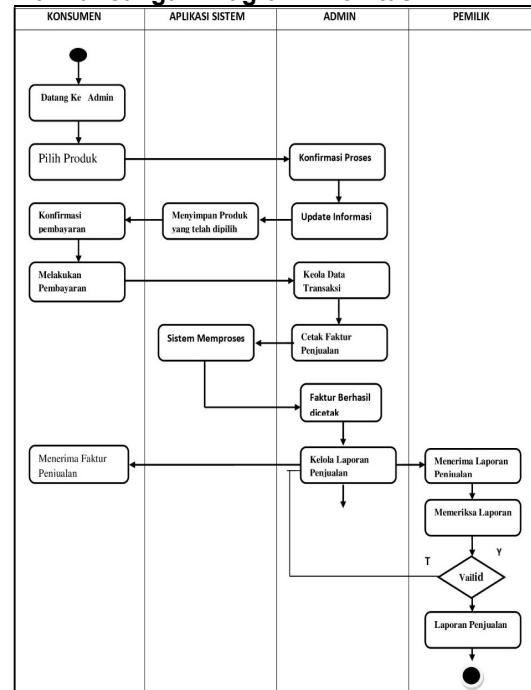 KONSUMEN
APLIKASI SISTEM
ADMIN
PEMILIK
Datang Ke Admin
Pilih Produk
Konfirmasi Proses
Konfirmasi
pembayaran
Menyimpan Produk
yang telah dipilih
Update Informasi
Melakukan
Pembayaran
Keola Data
Transaksi
Sistem Memproses
Cetak Faktur
Penjualan
Faktur Berhasil
dicetak
Menerima Faktur
Penjualan
Kelola Laporan
Penjualan
Menerima Laporan
Penjualan
Memeriksa Laporan
T
Y
Vailid
Laporan Penjualan